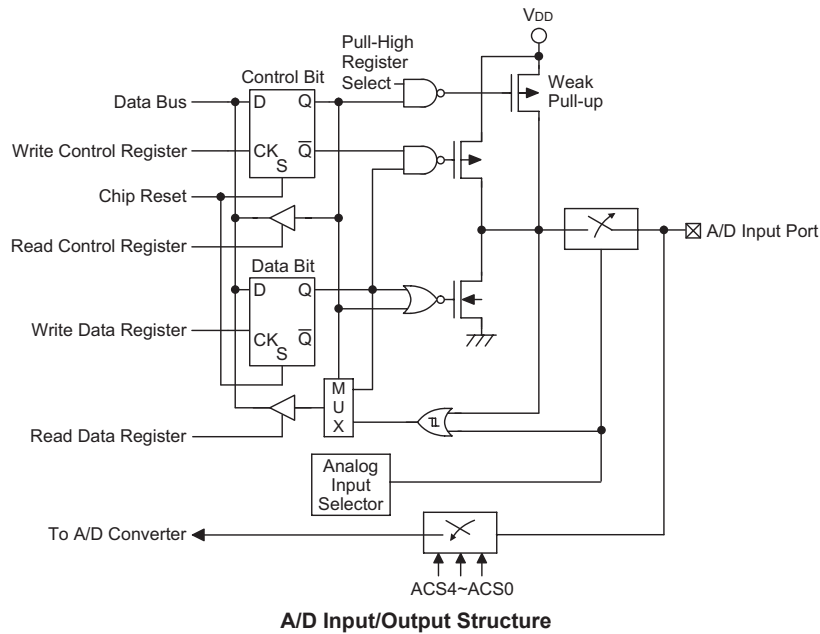 VDD
Pull-High
Register
Select
Control Bit
Weak
Pull-up
Data Bus
D
Q
Write Control Register
CK
Q
S
Chip Reset
Read Control Register
A/D Input Port
Data Bit
D
Q
Write Data Register
CK
Q
S
M
U
X
Read Data Register
Analog
Input
Selector
To A/D Converter
ACS4~ACS0
A/D Input/Output Structure